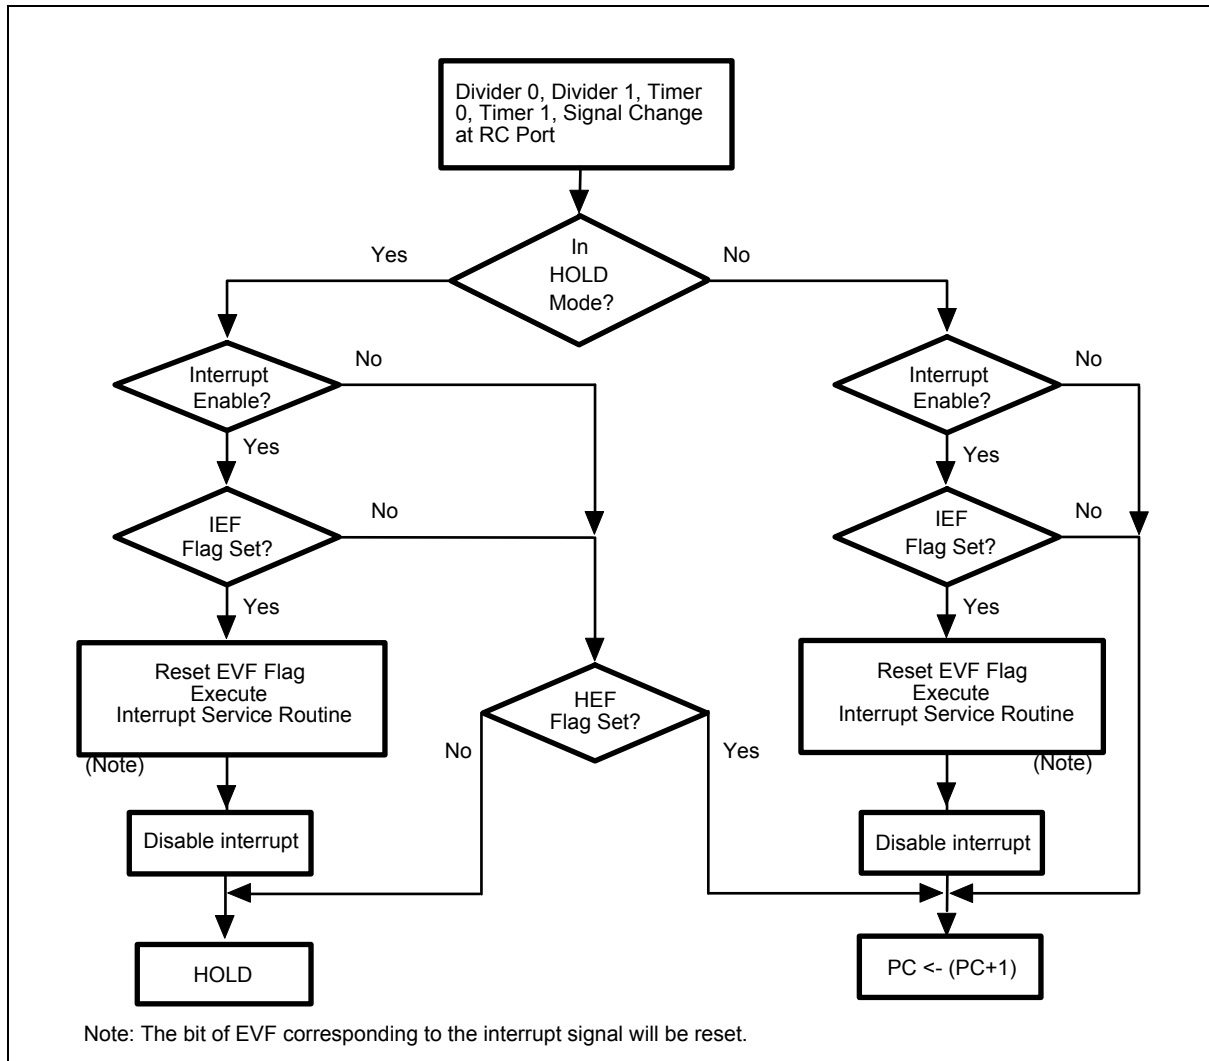 Divider 0, Divider 1, Timer
0, Timer 1, Signal Change
at RC Port
In
HOLD
Mode?
Yes
No
Interrupt
Enable?
No
Yes
Interrupt
Enable?
No
Yes
IEF
Flag Set?
No
Yes
IEF
Flag Set?
No
Yes
Reset EVF Flag
Execute
Interrupt Service Routine
(Note)
HEF
Flag Set?
No
Yes
Reset EVF Flag
Execute
Interrupt Service Routine
(Note)
Disable interrupt
Disable interrupt
HOLD
PC <- (PC+1)
Note: The bit of EVF corresponding to the interrupt signal will be reset.